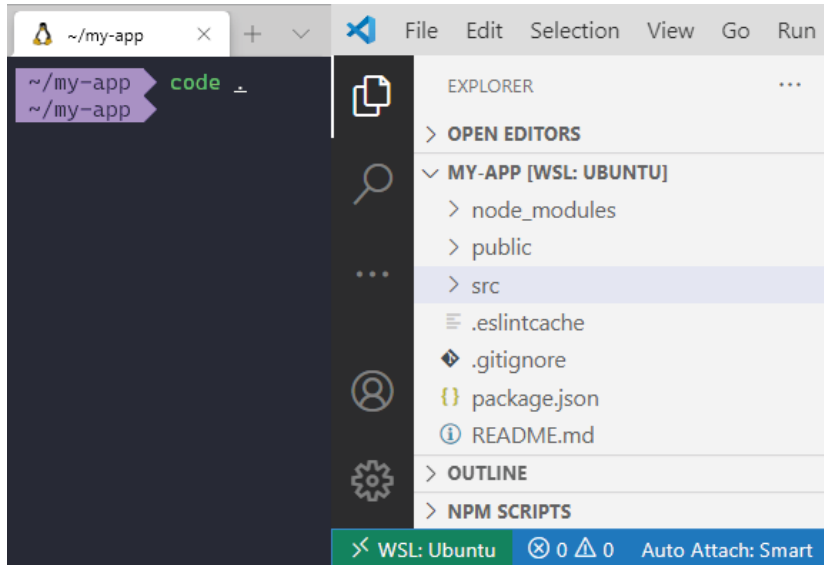 ~/my-app
~/my-app code .
~/my-app
File Edit Selection View Go Run
EXPLORER
OPEN EDITORS
MY-APP [WSL: UBUNTU]
node_modules
public
src
.eslintcache
.gitignore
package.json
README.md
OUTLINE
NPM SCRIPTS
WSL: Ubuntu 0 0 Auto Attach: Smart